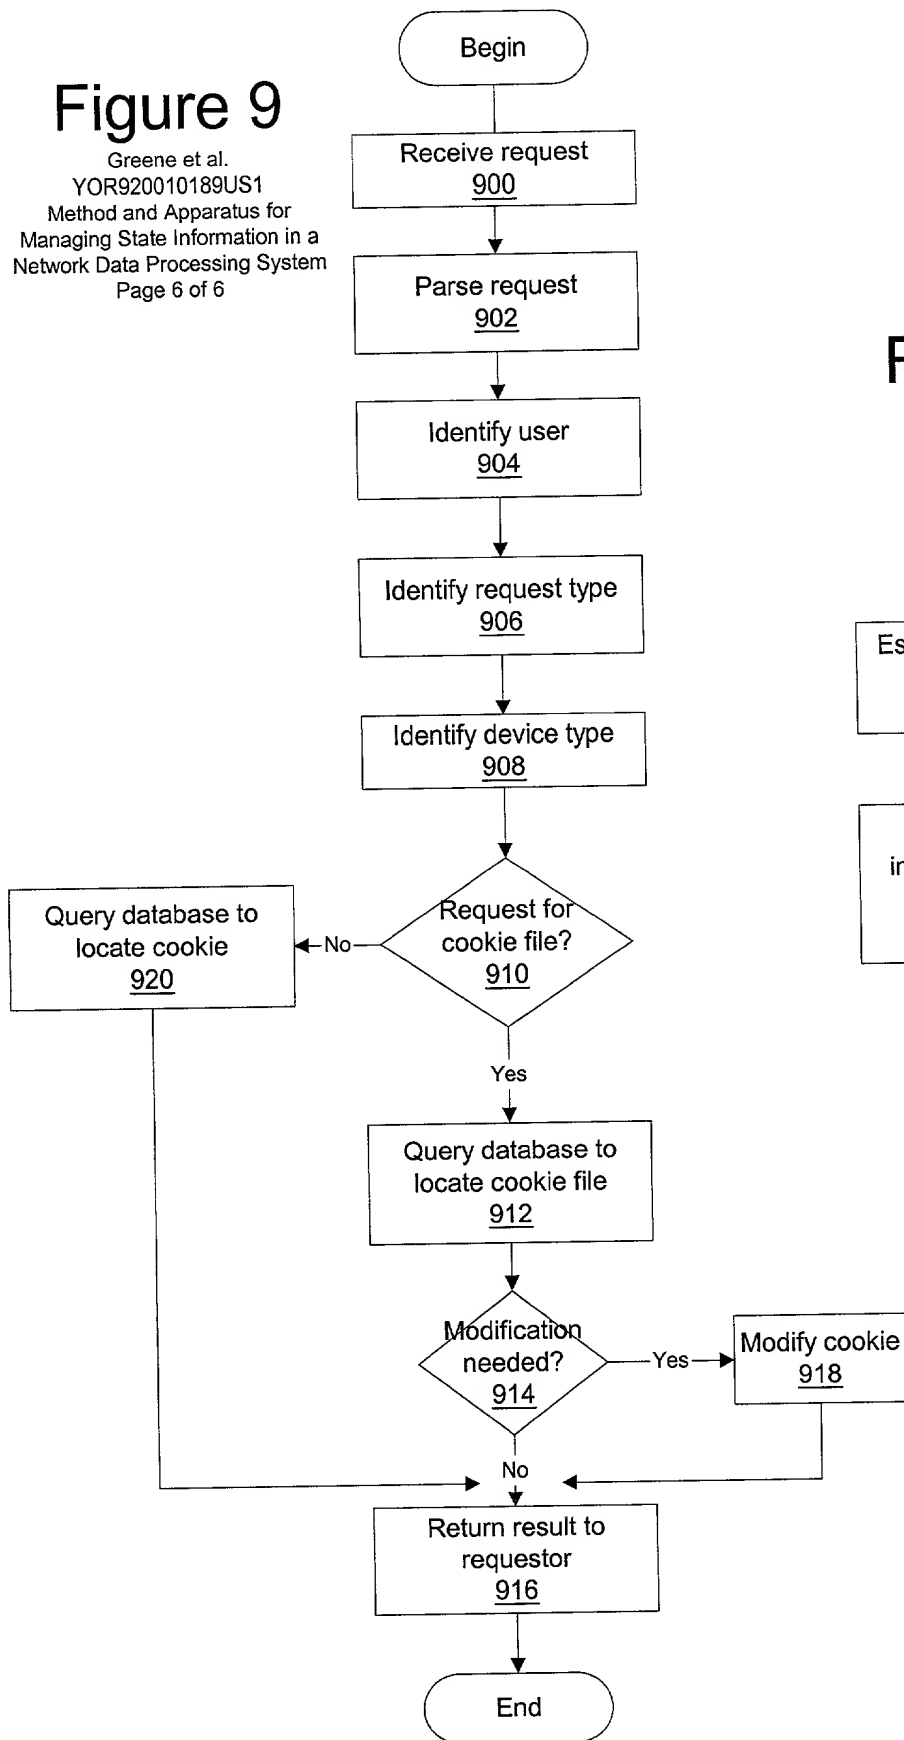 Begin
Figure 9
Greene et al.
YOR920010189US1
Method and Apparatus for
Managing State Information in a
Network Data Processing System
Page 6 of 6
Receive request
900
Parse request
902
Identify user
904
Identify request type
906
Identify device type
908
Request for
cookie file?
910
No
Query database to
locate cookie
920
Yes
Query database to
locate cookie file
912
Modification
needed?
914
Yes
Modify cookie
918
No
Return result to
requestor
916
End